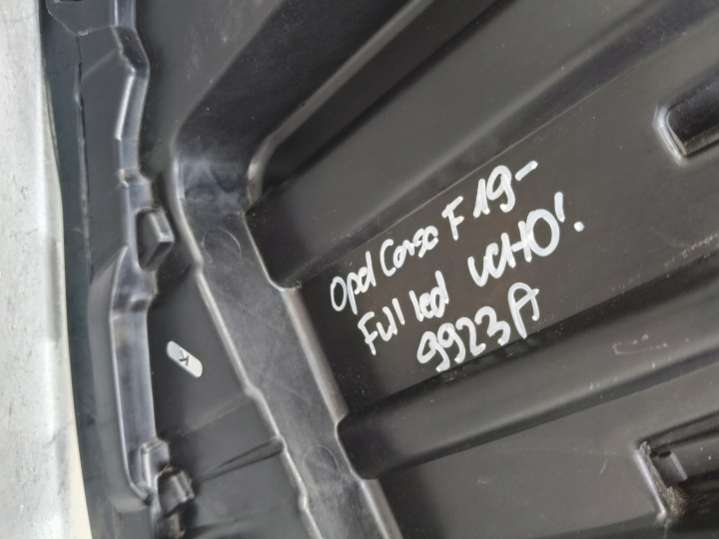 Opel Corsa F 19-
Full led UCHO!
9923A
K